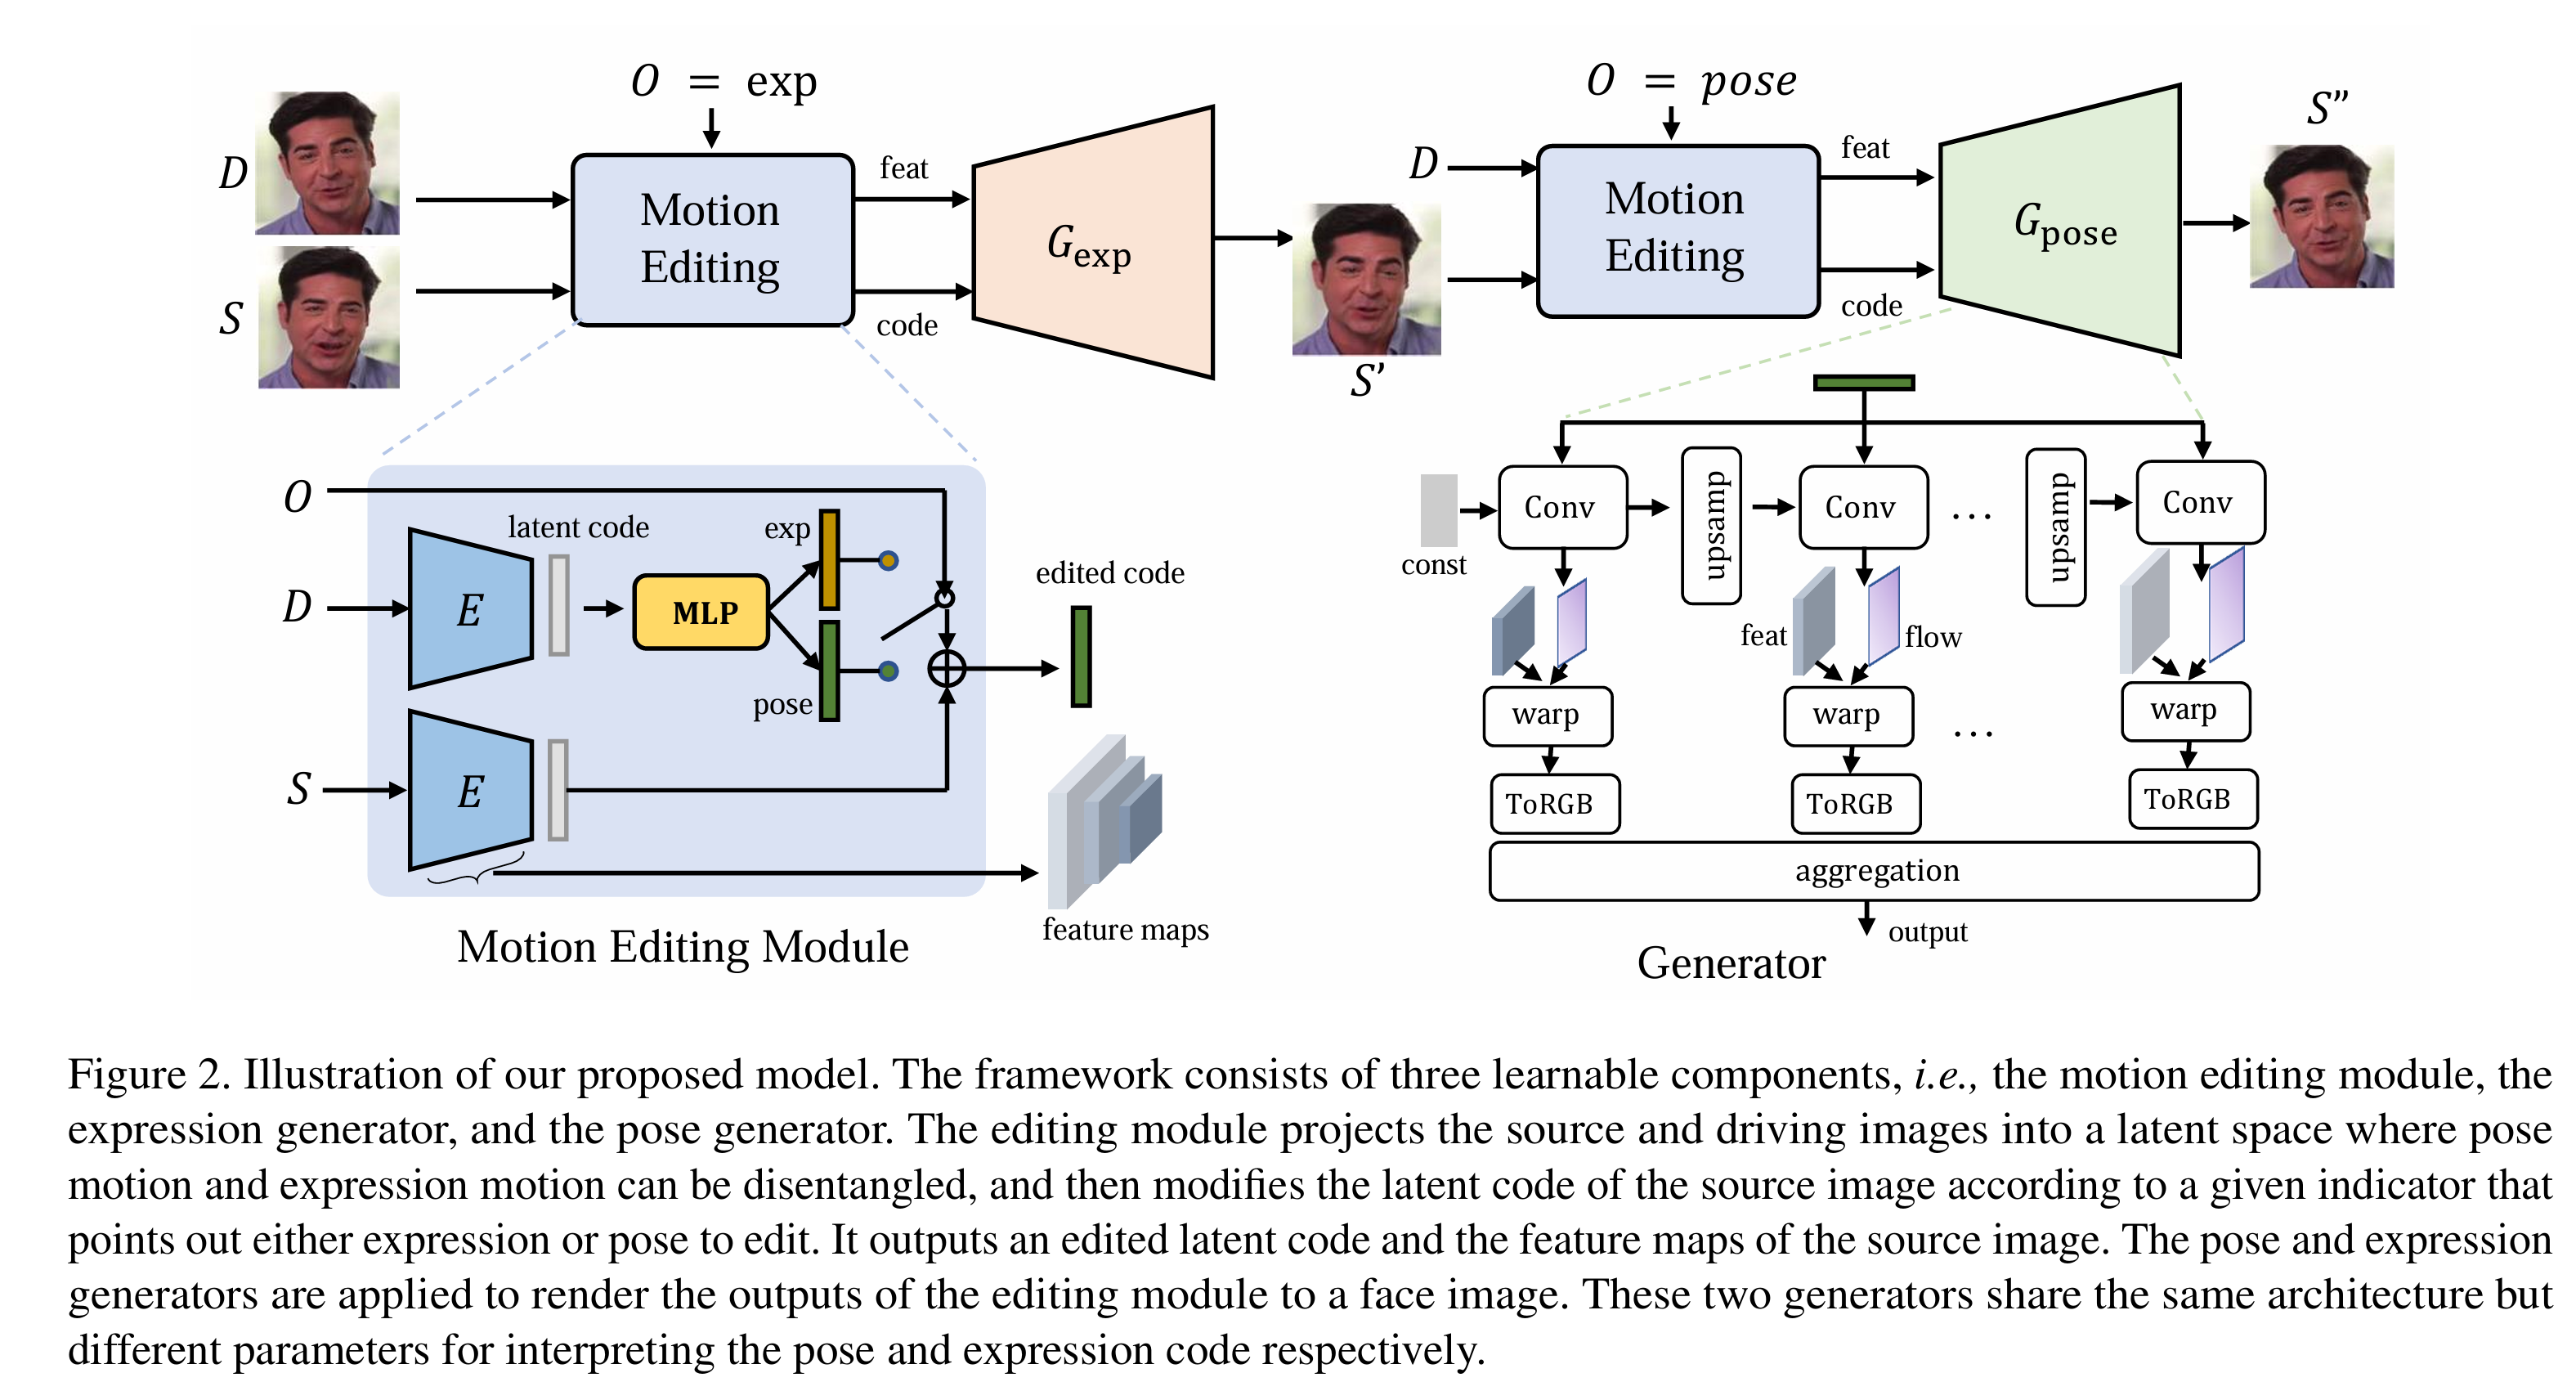 O = exp
D
S
Motion
Editing
feat
code
G_exp
S’
O = pose
D
Motion
Editing
feat
code
G_pose
S”
O
D
S
E
E
latent code
MLP
exp
pose
edited code
feature maps
Motion Editing Module
const
Conv
upsamp
Conv
...
upsamp
Conv
feat
flow
warp
warp
...
warp
ToRGB
ToRGB
ToRGB
aggregation
output
Generator
Figure 2. Illustration of our proposed model. The framework consists of three learnable components, i.e., the motion editing module, the
expression generator, and the pose generator. The editing module projects the source and driving images into a latent space where pose
motion and expression motion can be disentangled, and then modifies the latent code of the source image according to a given indicator that
points out either expression or pose to edit. It outputs an edited latent code and the feature maps of the source image. The pose and expression
generators are applied to render the outputs of the editing module to a face image. These two generators share the same architecture but
different parameters for interpreting the pose and expression code respectively.